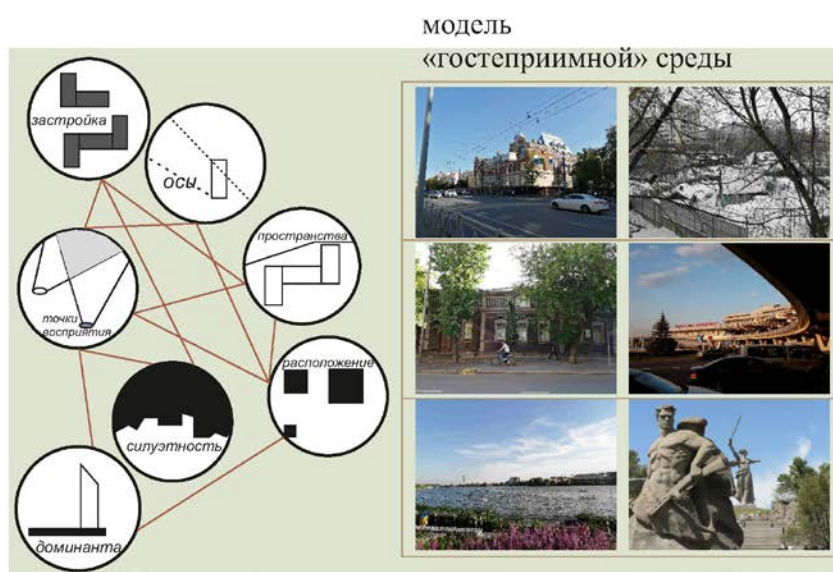 модель
«гостеприимной» среды
застройка
оси
пространства
точки
восприятия
расположение
силуэтность
доминанта